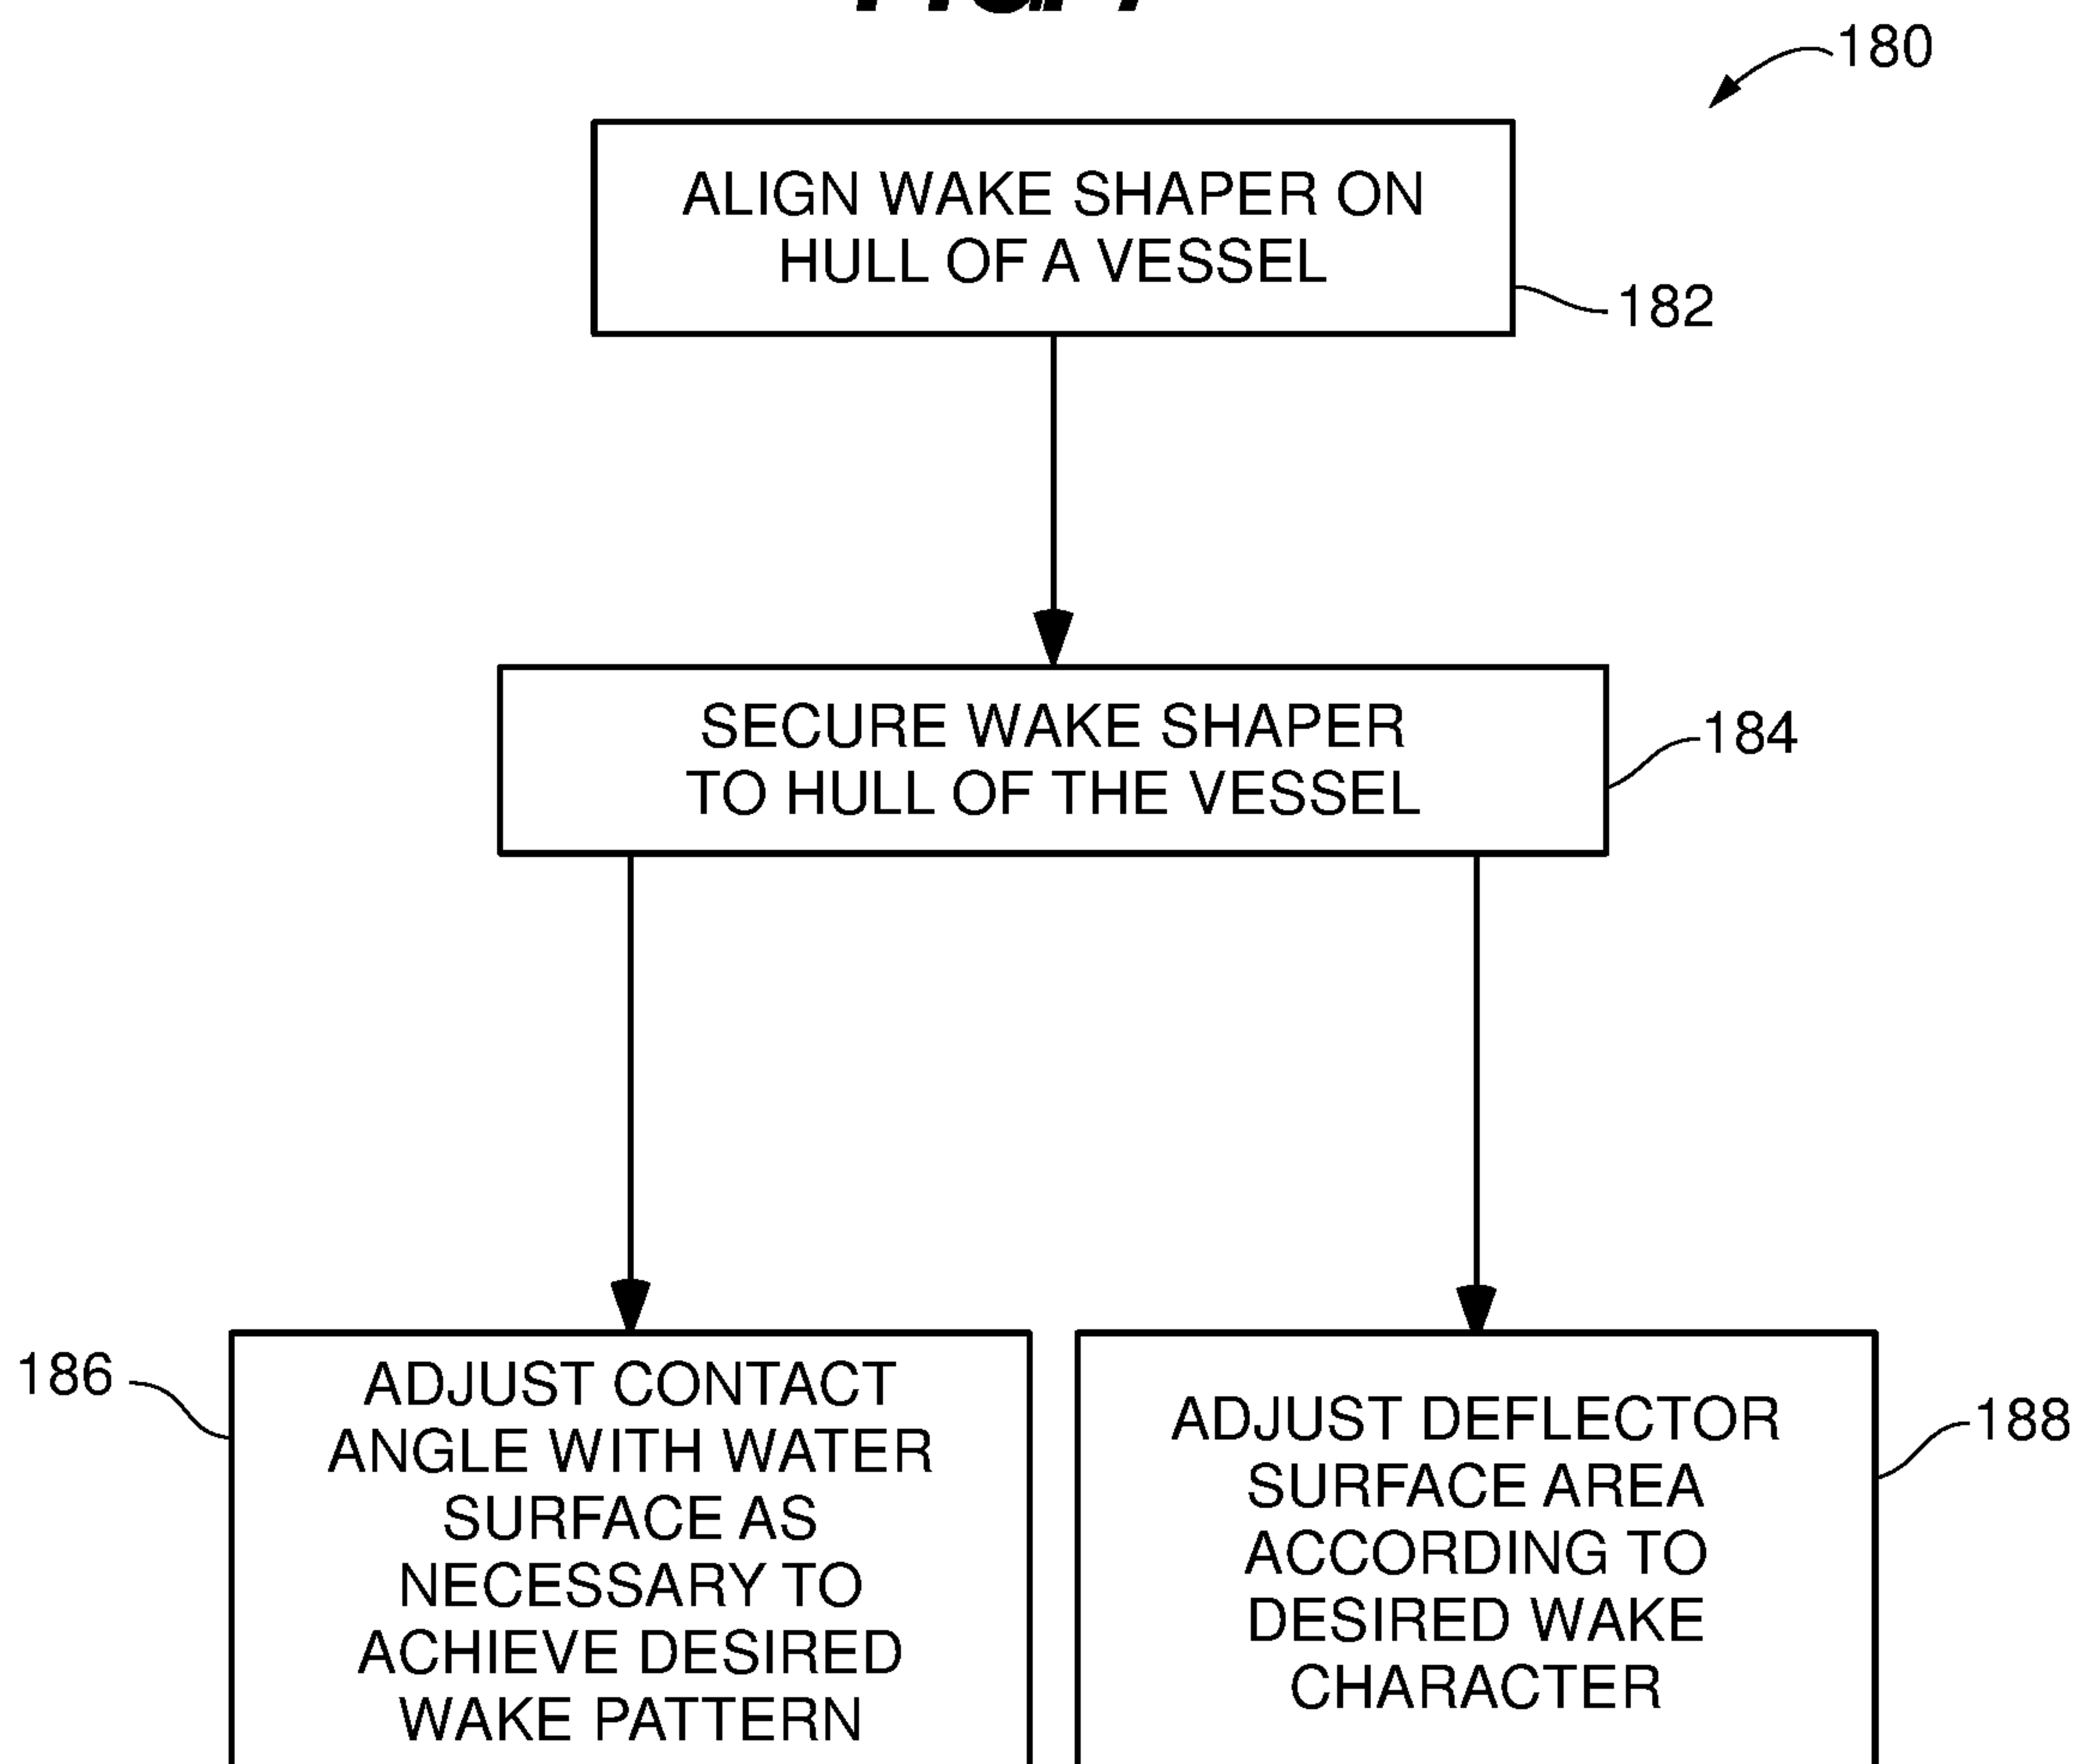 180
ALIGN WAKE SHAPER ON
HULL OF A VESSEL
182
SECURE WAKE SHAPER
TO HULL OF THE VESSEL
184
186
ADJUST CONTACT
ANGLE WITH WATER
SURFACE AS
NECESSARY TO
ACHIEVE DESIRED
WAKE PATTERN
ADJUST DEFLECTOR
SURFACE AREA
ACCORDING TO
DESIRED WAKE
CHARACTER
188